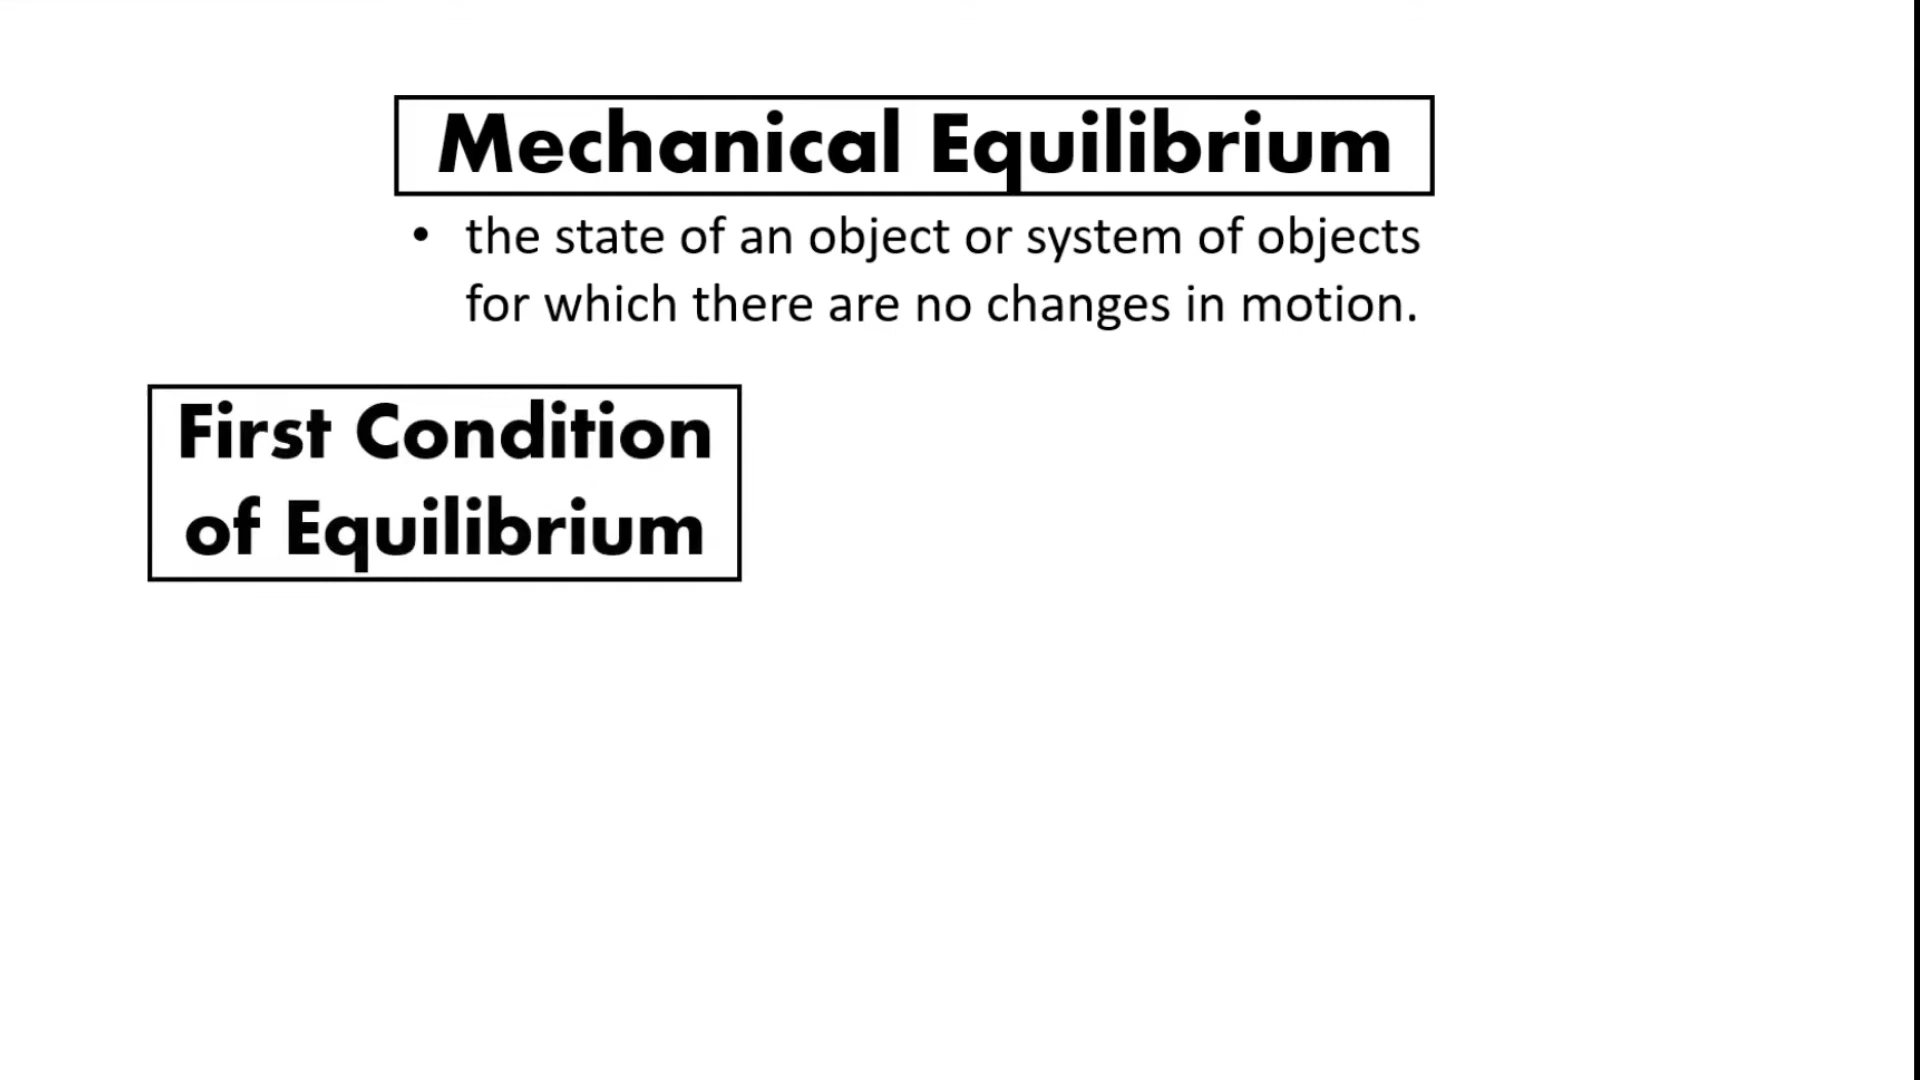 Mechanical Equilibrium
• the state of an object or system of objects
for which there are no changes in motion.
First Condition
of Equilibrium